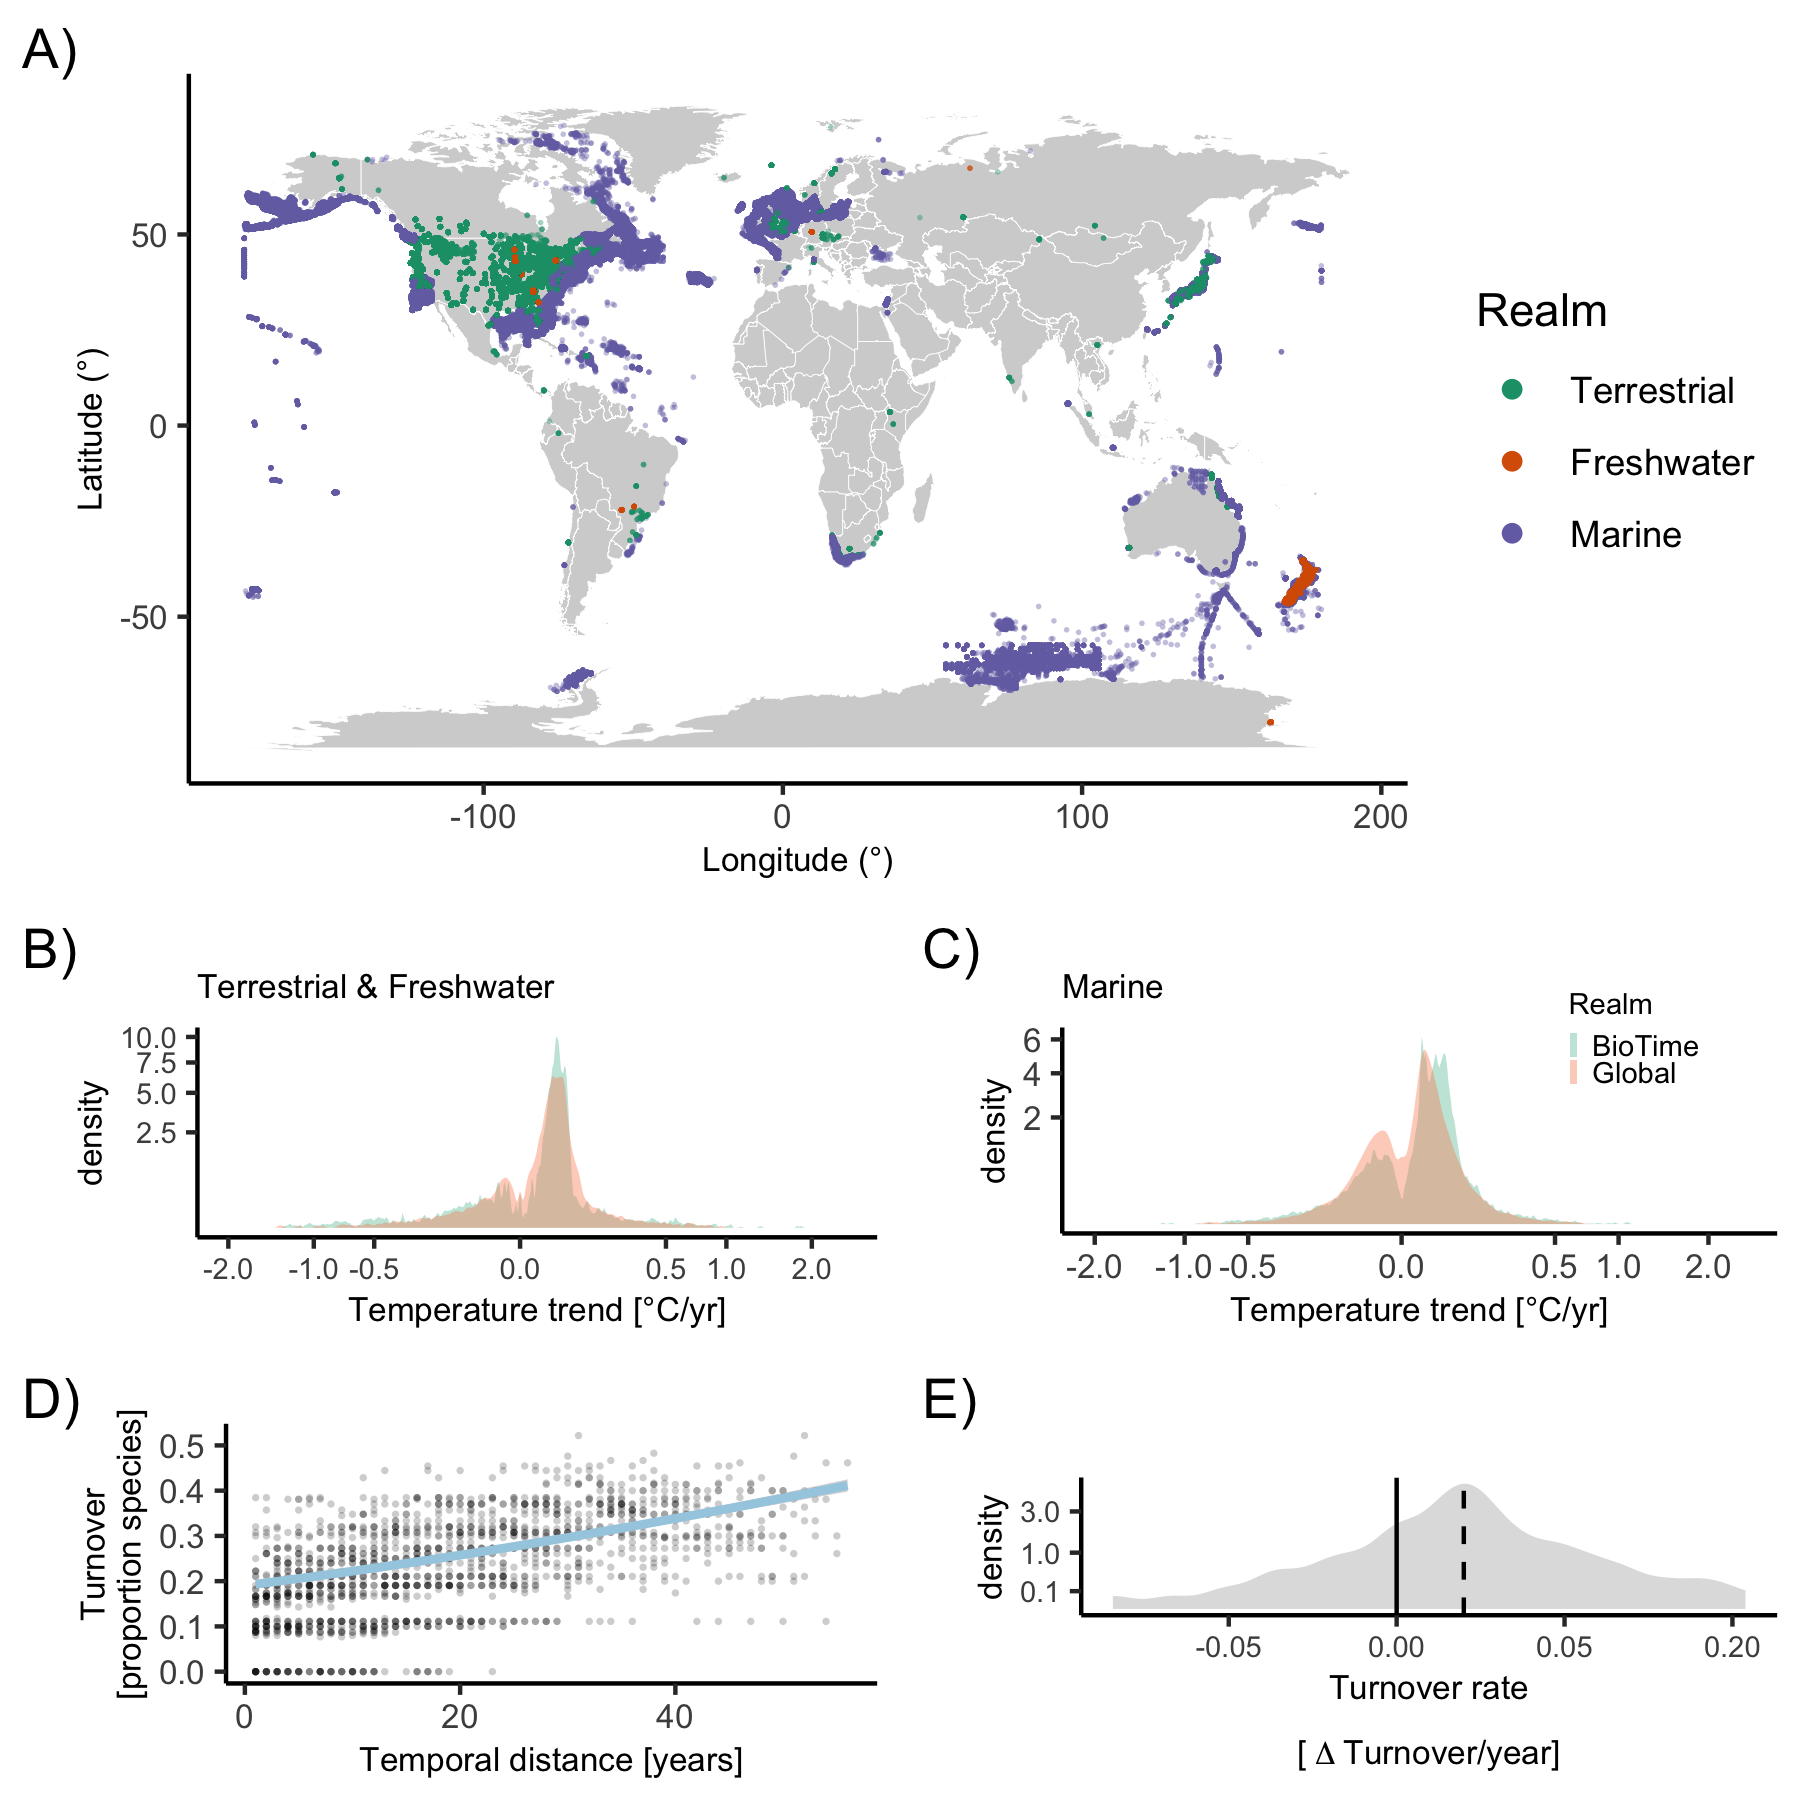 A)
50
0
-50
Latitude (°)
-100
0
100
200
Longitude (°)
Realm
Terrestrial
Freshwater
Marine
B)
Terrestrial & Freshwater
10.0
7.5
5.0
2.5
density
-2.0
-1.0
-0.5
0.0
0.5
1.0
2.0
Temperature trend [°C/yr]
C)
Marine
6
4
2
density
-2.0
-1.0
-0.5
0.0
0.5
1.0
2.0
Temperature trend [°C/yr]
Realm
BioTime
Global
D)
Turnover
[proportion species]
0.5
0.4
0.3
0.2
0.1
0.0
0
20
40
Temporal distance [years]
E)
density
3.0
1.0
0.1
-0.05
0.00
0.05
0.20
Turnover rate
[ Δ Turnover/year]